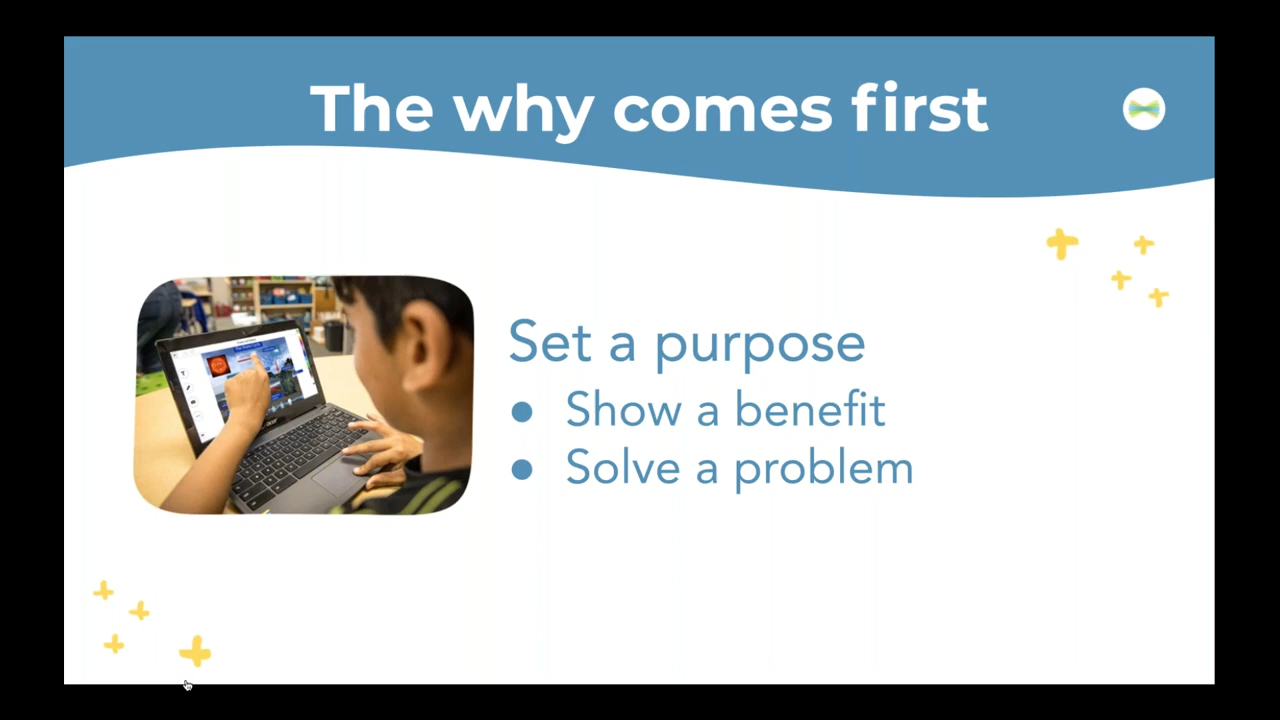 The why comes first
Set a purpose
● Show a benefit
● Solve a problem